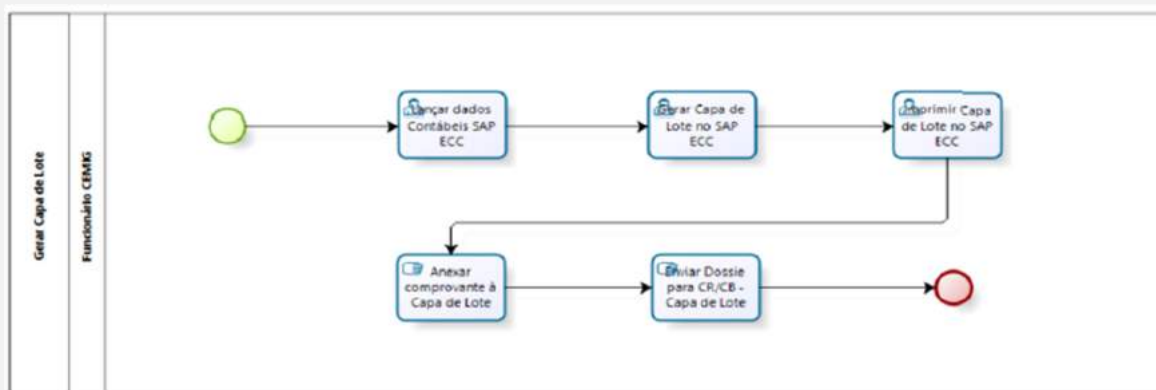 Gerar Capa de Lote
Funcionário CEMIG
Lançar dados
Contábeis SAP
ECC
Gerar Capa de
Lote no SAP
ECC
Imprimir Capa
de Lote no SAP
ECC
Anexar
comprovante à
Capa de Lote
Enviar Dossie
para CR/CB -
Capa de Lote